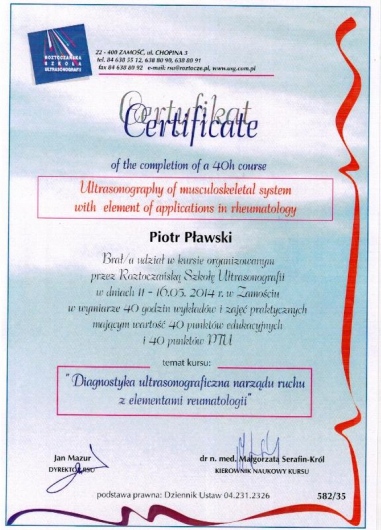 ROZTOCZAŃSKA
SZKOŁA
ULTRASONOGRAFII
22 - 400 ZAMOŚĆ, ul. CHOPINA 3
tel. 84 638 55 12, 638 80 90, 638 80 91
fax 84 638 80 92 e-mail: rsu@roztocze.pl, www.usg.com.pl
Certyfikat
Certificate
of the completion of a 40h course
Ultrasonography of musculoskeletal system
with element of applications in rheumatology
Piotr Pławski
Brał/a udział w kursie organizowanym
przez Roztoczańską Szkołę Ultrasonografii
w dniach 11 - 16.05. 2014 r. w Zamościu
w wymiarze 40 godzin wykładów i zajęć praktycznych
mającym wartość 40 punktów edukacyjnych
i 40 punktów PTU
temat kursu:
"Diagnostyka ultrasonograficzna narządu ruchu
z elementami reumatologii"
Jan Mazur
DYREKTOR RSU
dr n. med. Małgorzata Serafin-Król
KIEROWNIK NAUKOWY KURSU
podstawa prawna: Dziennik Ustaw 04.231.2326
582/35